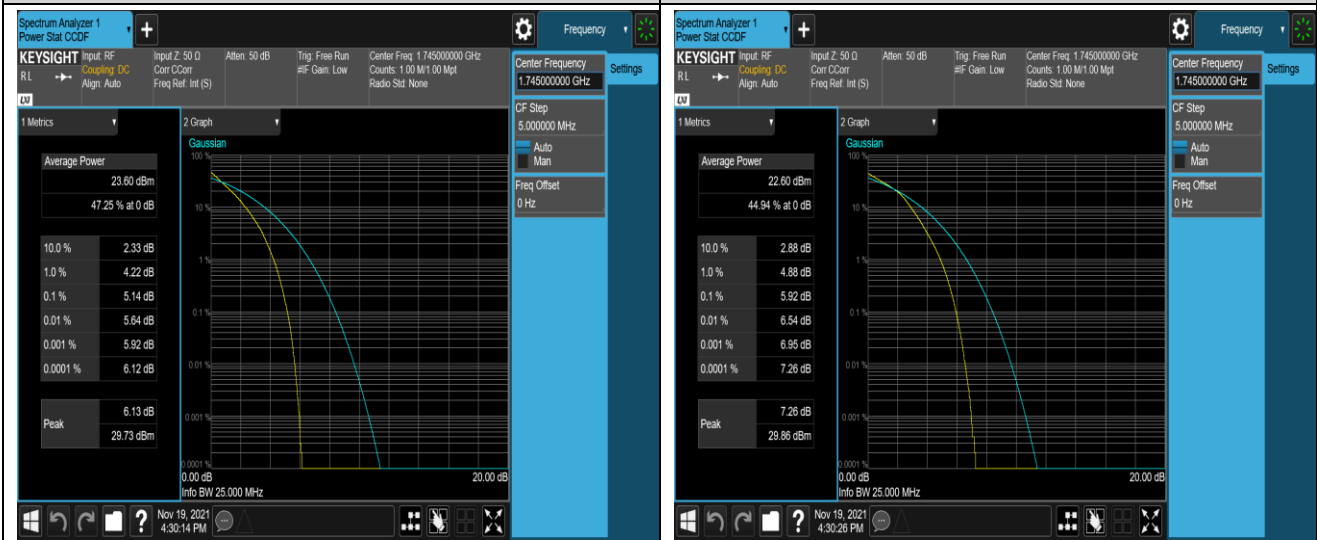 Spectrum Analyzer 1
Power Stat CCDF
+
Frequency
KEYSIGHT
RL
LXI
Input: RF
Coupling: DC
Align: Auto
Input Z: 50 Ω
Corr CCorr
Freq Ref: Int (S)
Atten: 50 dB
Trig: Free Run
#IF Gain: Low
Center Freq: 1.745000000 GHz
Counts: 1.00 M/1.00 Mpt
Radio Std: None
Center Frequency
1.745000000 GHz
Settings
CF Step
5.000000 MHz
Auto
Man
Freq Offset
0 Hz
1 Metrics
Average Power
23.60 dBm
47.25 % at 0 dB
10.0 % 2.33 dB
1.0 % 4.22 dB
0.1 % 5.14 dB
0.01 % 5.64 dB
0.001 % 5.92 dB
0.0001 % 6.12 dB
Peak
6.13 dB
29.73 dBm
2 Graph
Gaussian
100 %
10 %
1 %
0.1 %
0.01 %
0.001 %
0.0001 %
0.00 dB 20.00 dB
Info BW 25.000 MHz
?
Nov 19, 2021
4:30:14 PM
Spectrum Analyzer 1
Power Stat CCDF
+
Frequency
KEYSIGHT
RL
LXI
Input: RF
Coupling: DC
Align: Auto
Input Z: 50 Ω
Corr CCorr
Freq Ref: Int (S)
Atten: 50 dB
Trig: Free Run
#IF Gain: Low
Center Freq: 1.745000000 GHz
Counts: 1.00 M/1.00 Mpt
Radio Std: None
Center Frequency
1.745000000 GHz
Settings
CF Step
5.000000 MHz
Auto
Man
Freq Offset
0 Hz
1 Metrics
Average Power
22.60 dBm
44.94 % at 0 dB
10.0 % 2.88 dB
1.0 % 4.88 dB
0.1 % 5.92 dB
0.01 % 6.54 dB
0.001 % 6.95 dB
0.0001 % 7.26 dB
Peak
7.26 dB
29.86 dBm
2 Graph
Gaussian
100 %
10 %
1 %
0.1 %
0.01 %
0.001 %
0.0001 %
0.00 dB 20.00 dB
Info BW 25.000 MHz
?
Nov 19, 2021
4:30:26 PM